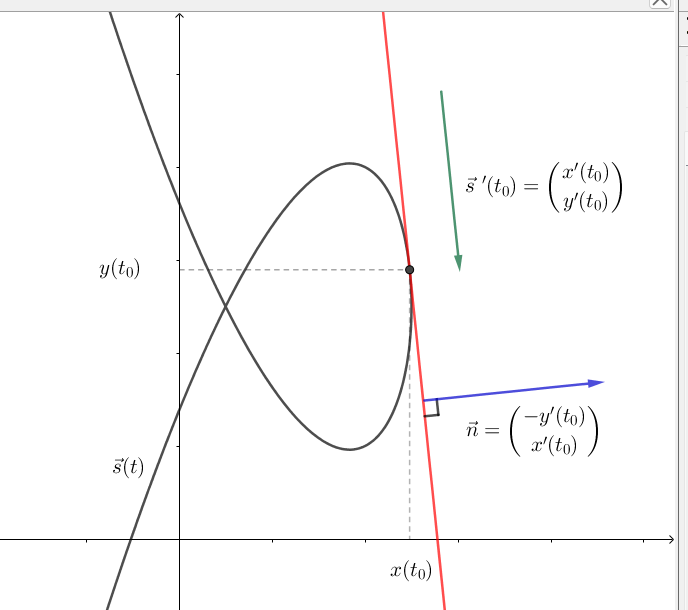 s⃗ ′(t₀) = (x′(t₀)
y′(t₀))
y(t₀)
n⃗ = (−y′(t₀)
x′(t₀))
s⃗(t)
x(t₀)